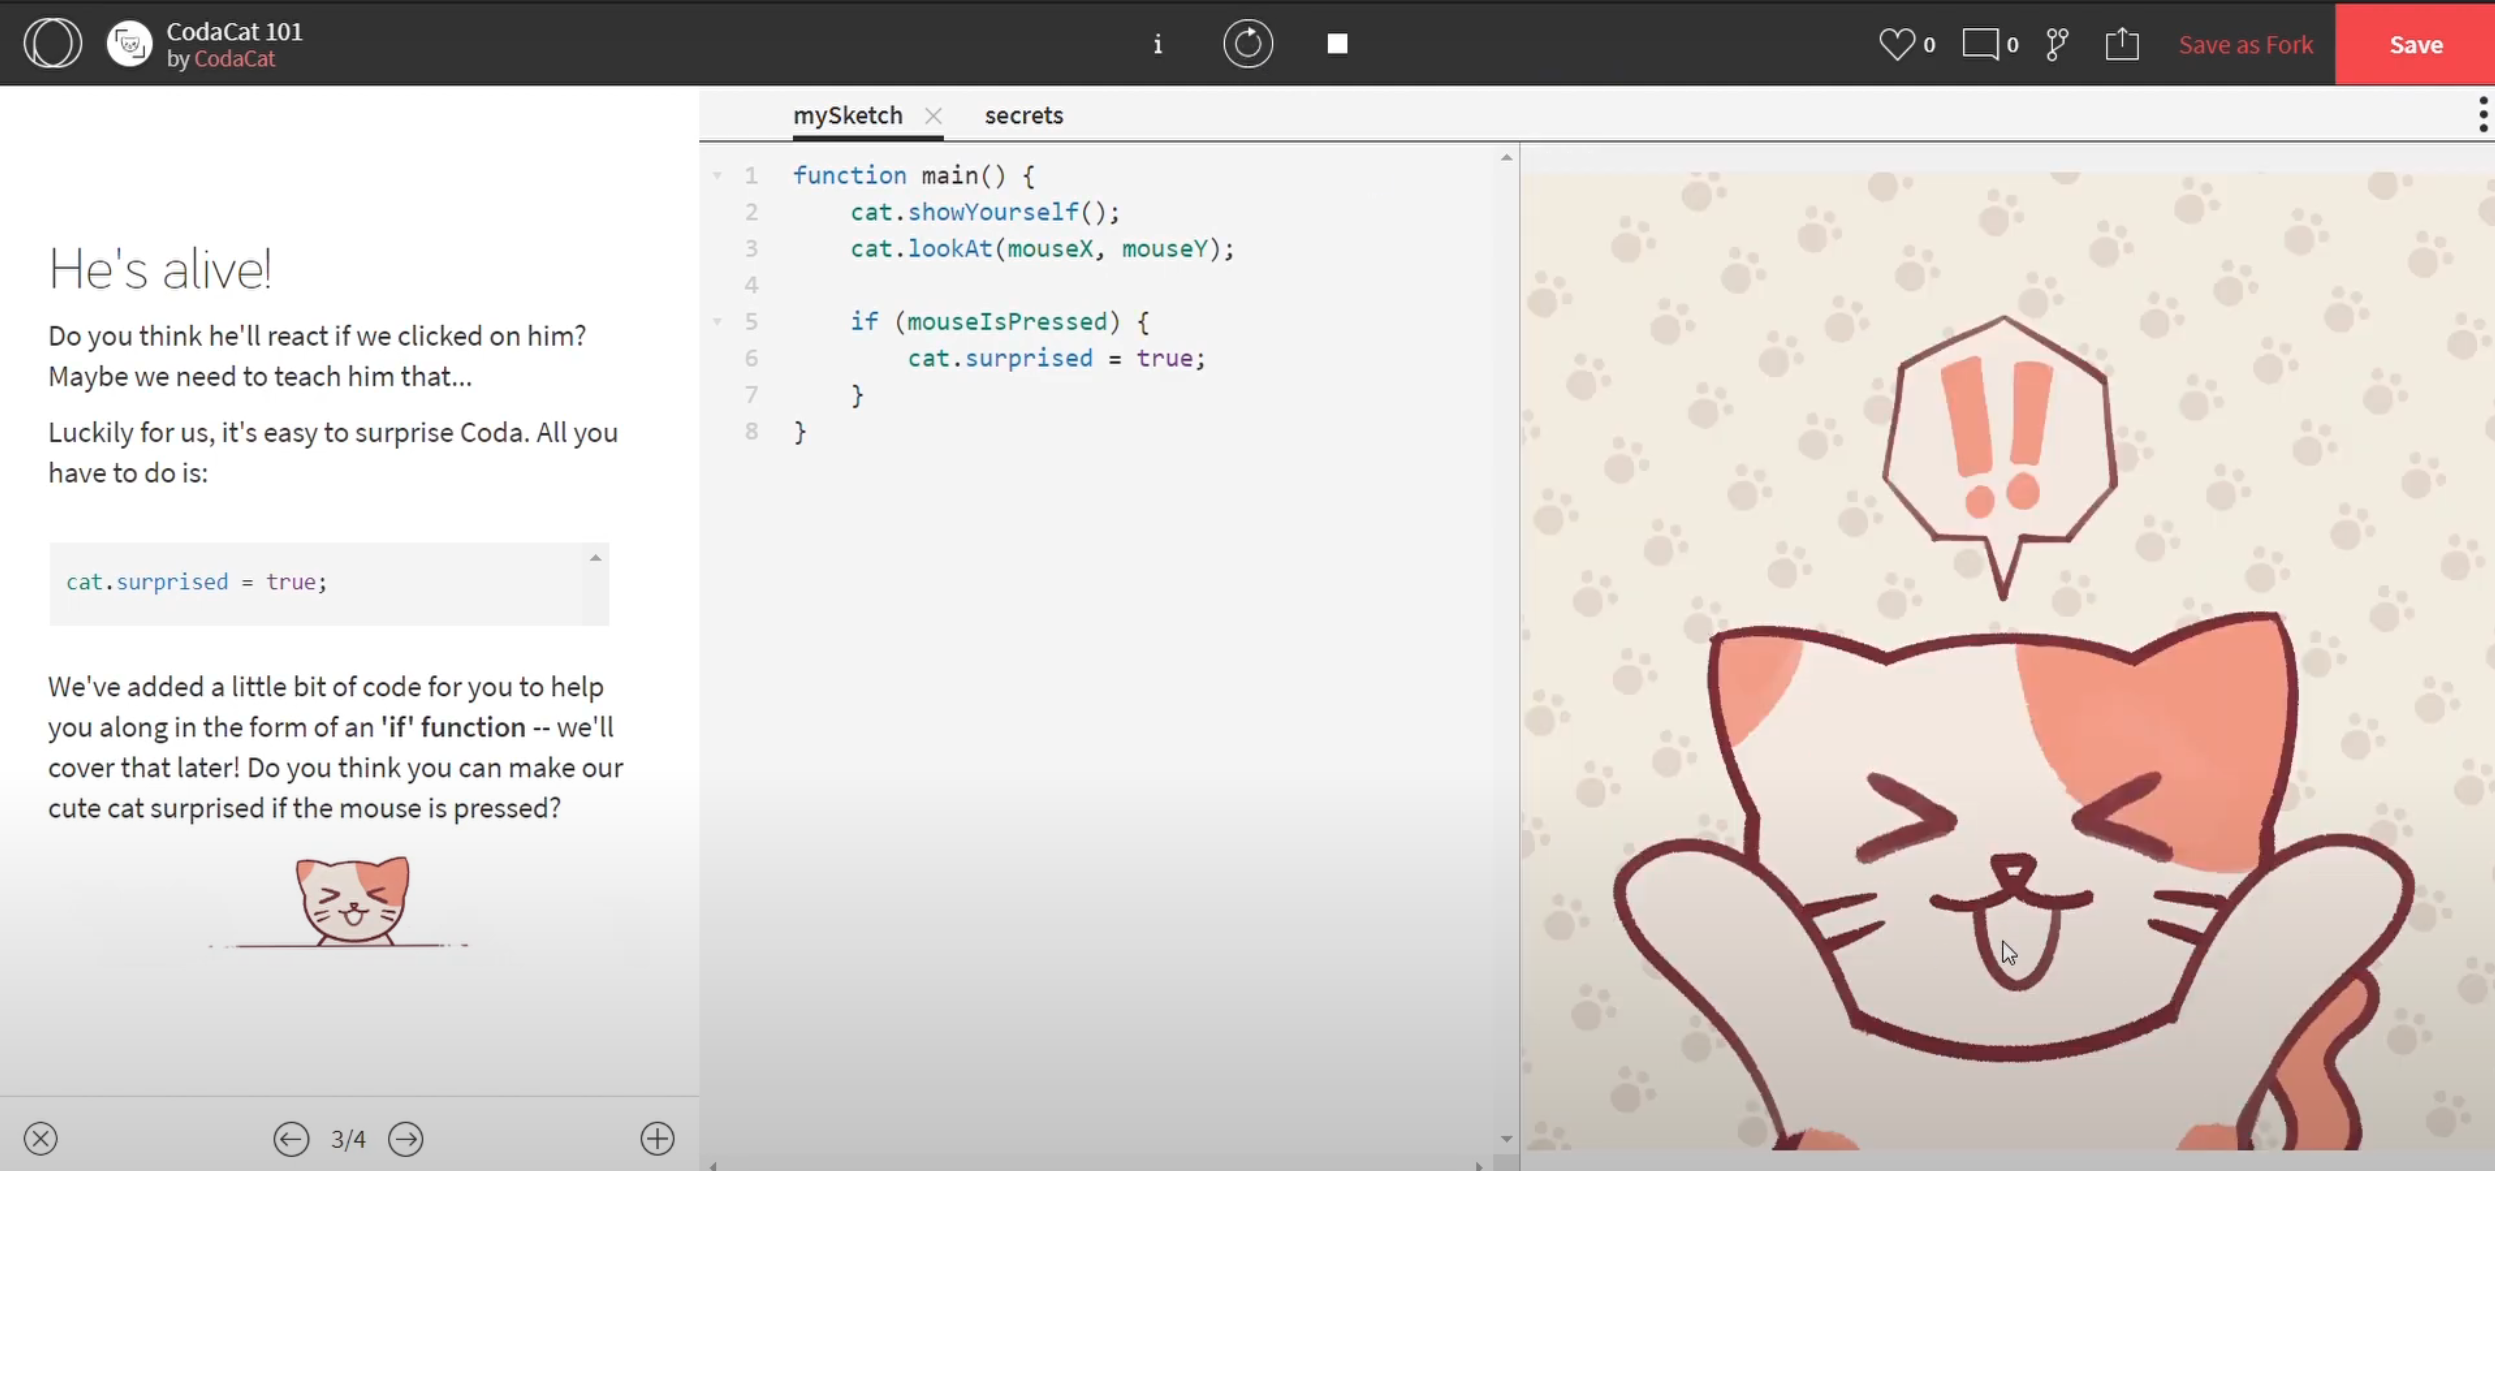 CodaCat 101
by CodaCat
i
0
0
Save as Fork
Save
mySketch
secrets
He's alive!
Do you think he'll react if we clicked on him?
Maybe we need to teach him that...
Luckily for us, it's easy to surprise Coda. All you
have to do is:
cat.surprised = true;
We've added a little bit of code for you to help
you along in the form of an 'if' function -- we'll
cover that later! Do you think you can make our
cute cat surprised if the mouse is pressed?
3/4
1 function main() {
2 cat.showYourself();
3 cat.lookAt(mouseX, mouseY);
4
5 if (mouseIsPressed) {
6 cat.surprised = true;
7 }
8 }
!!